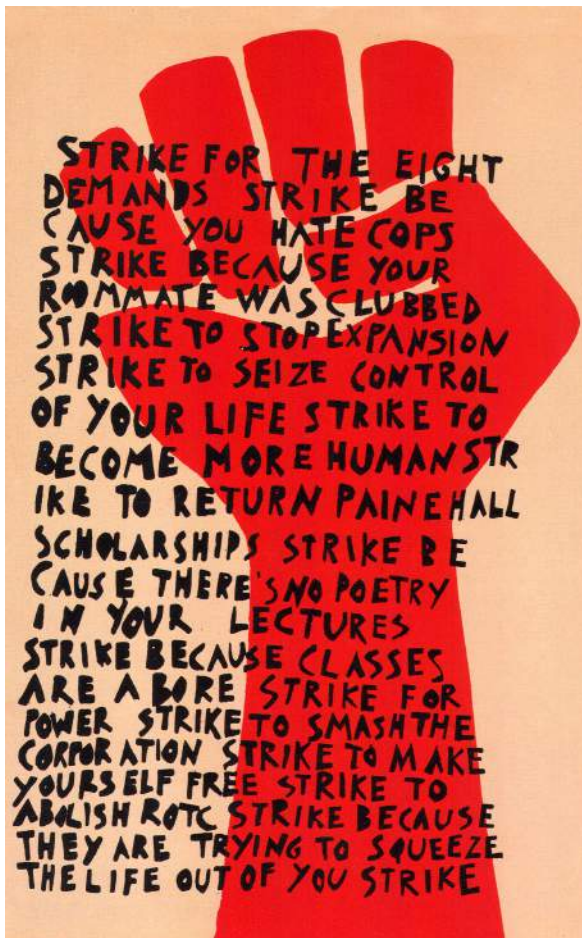 STRIKE FOR THE EIGHT
DEMANDS STRIKE BE
CAUSE YOU HATE COPS
STRIKE BECAUSE YOUR
ROOMMATE WAS CLUBBED
STRIKE TO STOP EXPANSION
STRIKE TO SEIZE CONTROL
OF YOUR LIFE STRIKE TO
BECOME MORE HUMAN STR
IKE TO RETURN PAINE HALL
SCHOLARSHIPS STRIKE BE
CAUSE THERE'S NO POETRY
IN YOUR LECTURES
STRIKE BECAUSE CLASSES
ARE A BORE STRIKE FOR
POWER STRIKE TO SMASH THE
CORPORATION STRIKE TO MAKE
YOURSELF FREE STRIKE TO
ABOLISH ROTC STRIKE BECAUSE
THEY ARE TRYING TO SQUEEZE
THE LIFE OUT OF YOU STRIKE